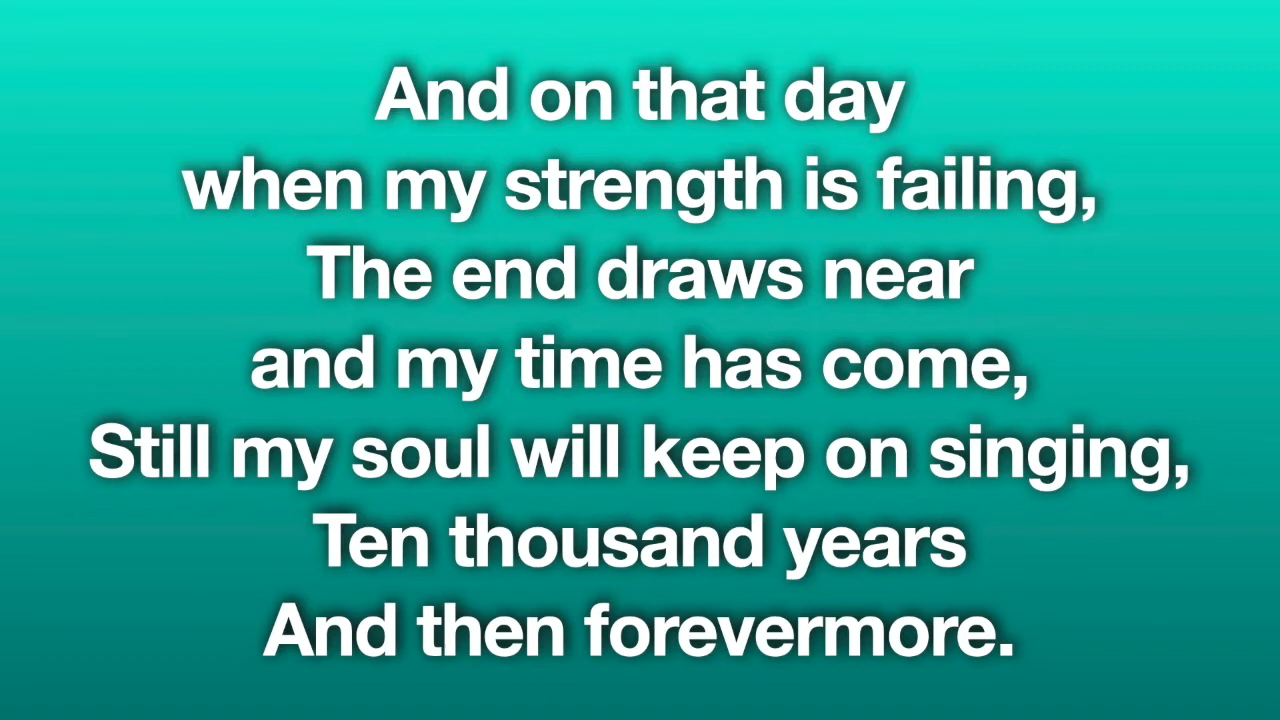 And on that day
when my strength is failing,
The end draws near
and my time has come,
Still my soul will keep on singing,
Ten thousand years
And then forevermore.